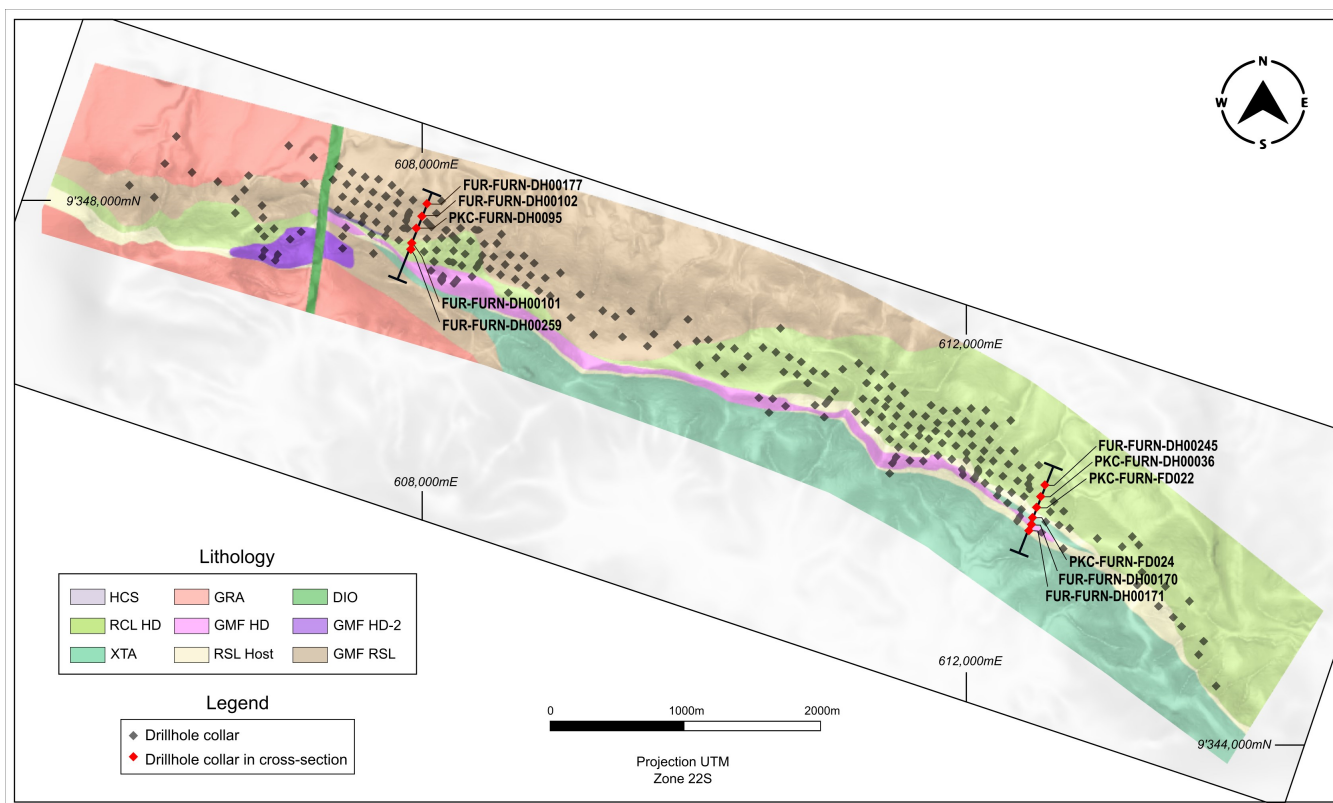 N
W
E
S
608,000mE
9'348,000mN
FUR-FURN-DH00177
FUR-FURN-DH00102
PKC-FURN-DH0095
FUR-FURN-DH00101
FUR-FURN-DH00259
612,000mE
FUR-FURN-DH00245
PKC-FURN-DH00036
PKC-FURN-FD022
608,000mE
PKC-FURN-FD024
FUR-FURN-DH00170
FUR-FURN-DH00171
Lithology
HCS GRA DIO
RCL HD GMF HD GMF HD-2
XTA RSL Host GMF RSL
612,000mE
Legend
Drillhole collar
Drillhole collar in cross-section
0 1000m 2000m
9'344,000mN
Projection UTM
Zone 22S